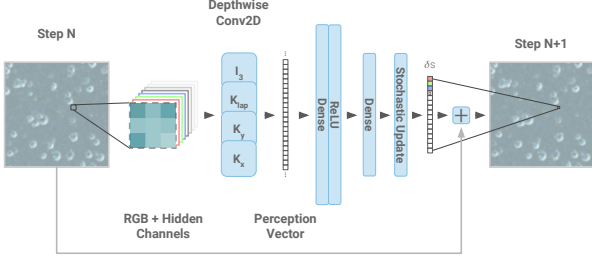 Depthwise
Conv2D
Step N
Step N+1
I3
Klap
Ky
Kx
Dense
ReLU
Dense
Stochastic Update
δs
+
RGB + Hidden
Channels
Perception
Vector